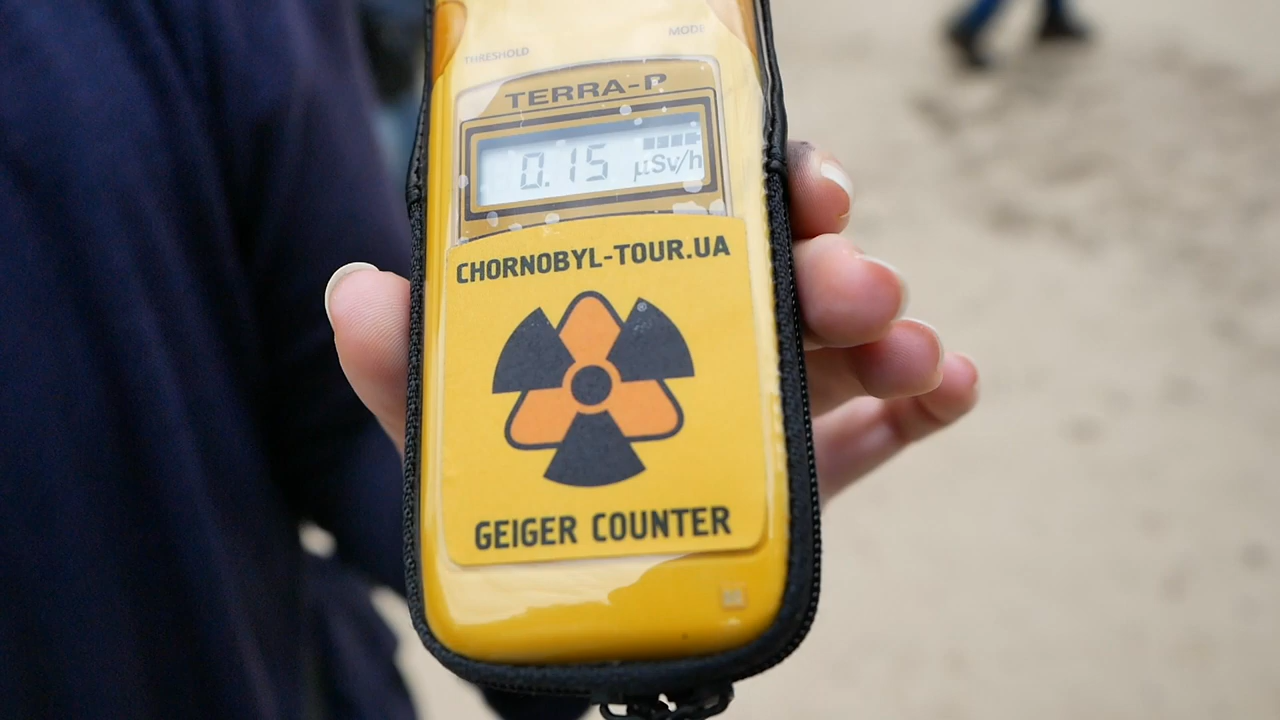 THRESHOLD
MODE
TERRA-P
0.15 µSv/h
CHORNOBYL-TOUR.UA
GEIGER COUNTER